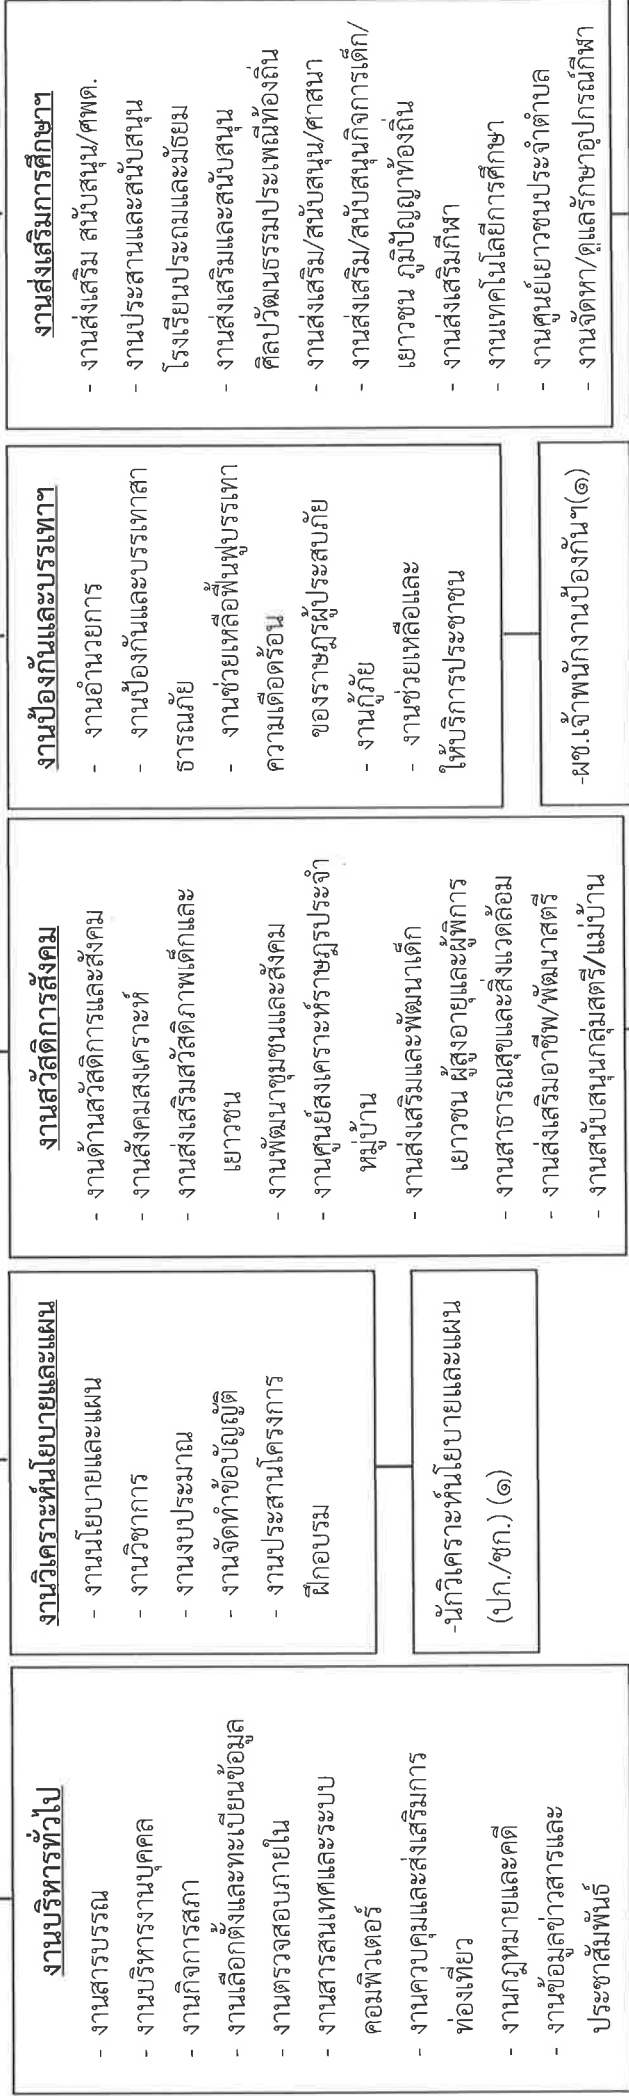 งานบริหารทั่วไป
- งานสารบรรณ
- งานบริหารงานบุคคล
- งานกิจการสภา
- งานเลือกตั้งและทะเบียนข้อมูล
- งานตรวจสอบภายใน
- งานสารสนเทศและระบบ
คอมพิวเตอร์
- งานควบคุมและส่งเสริมการ
ท่องเที่ยว
- งานกฎหมายและคดี
- งานข้อมูลข่าวสารและ
ประชาสัมพันธ์
งานวิเคราะห์นโยบายและแผน
- งานนโยบายและแผน
- งานวิชาการ
- งานงบประมาณ
- งานจัดทำข้อบัญญัติ
- งานประสานโครงการ
ฝึกอบรม
-นักวิเคราะห์นโยบายและแผน
(ปก./ชก.) (๑)
งานสวัสดิการสังคม
- งานด้านสวัสดิการและสังคม
- งานสังคมสงเคราะห์
- งานส่งเสริมสวัสดิภาพเด็กและ
เยาวชน
- งานพัฒนาชุมชนและสังคม
- งานศูนย์สงเคราะห์ราษฎรประจำ
หมู่บ้าน
- งานส่งเสริมและพัฒนาเด็ก
เยาวชน ผู้สูงอายุและผู้พิการ
- งานสาธารณสุขและสิ่งแวดล้อม
- งานส่งเสริมอาชีพ/พัฒนาสตรี
- งานสนับสนุนกลุ่มสตรี/แม่บ้าน
งานป้องกันและบรรเทาฯ
- งานอำนวยการ
- งานป้องกันและบรรเทาสา
ธารณภัย
- งานช่วยเหลือฟื้นฟูบรรเทา
ความเดือดร้อน
ของราษฎรผู้ประสบภัย
- งานกู้ภัย
- งานช่วยเหลือและ
ให้บริการประชาชน
-ผช.เจ้าพนักงานป้องกันฯ(๑)
งานส่งเสริมการศึกษาฯ
- งานส่งเสริม สนับสนุน/ศพด.
- งานประสานและสนับสนุน
โรงเรียนประถมและมัธยม
- งานส่งเสริมและสนับสนุน
ศิลปวัฒนธรรมประเพณีท้องถิ่น
- งานส่งเสริม/สนับสนุน/ศาสนา
- งานส่งเสริม/สนับสนุนกิจการเด็ก/
เยาวชน ภูมิปัญญาท้องถิ่น
- งานส่งเสริมกีฬา
- งานเทคโนโลยีการศึกษา
- งานศูนย์เยาวชนประจำตำบล
- งานจัดหา/ดูแลรักษาอุปกรณ์กีฬา